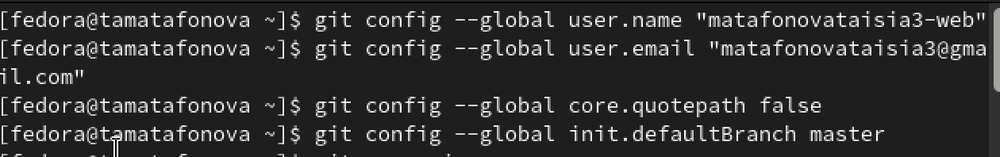 [fedora@tamatafonova ~]$ git config --global user.name "matafonovataisia3-web"
[fedora@tamatafonova ~]$ git config --global user.email "matafonovataisia3@gma
il.com"
[fedora@tamatafonova ~]$ git config --global core.quotepath false
[fedora@tamatafonova ~]$ git config --global init.defaultBranch master